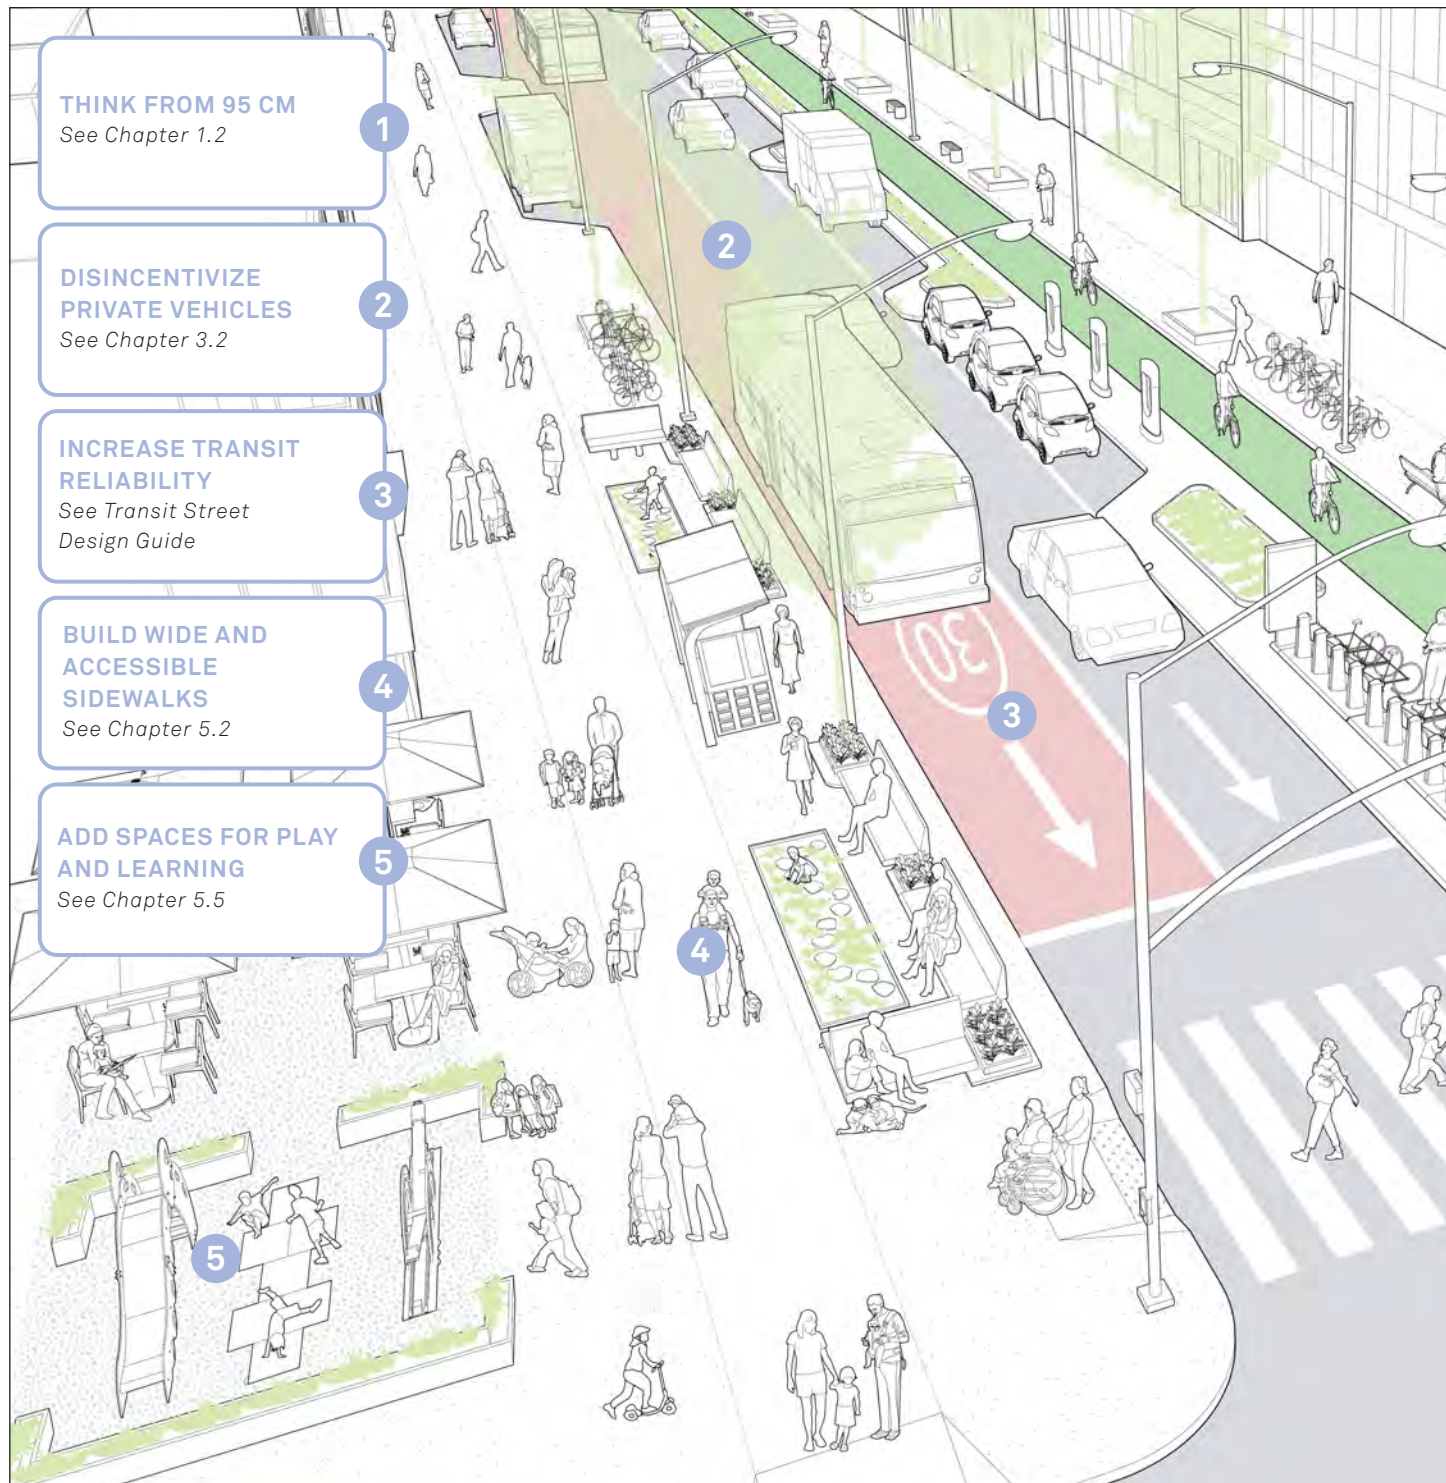 THINK FROM 95 CM
See Chapter 1.2
1
DISINCENTIVIZE
PRIVATE VEHICLES
See Chapter 3.2
2
INCREASE TRANSIT
RELIABILITY
See Transit Street
Design Guide
3
BUILD WIDE AND
ACCESSIBLE
SIDEWALKS
See Chapter 5.2
4
ADD SPACES FOR PLAY
AND LEARNING
See Chapter 5.5
5
2
30
3
4
5